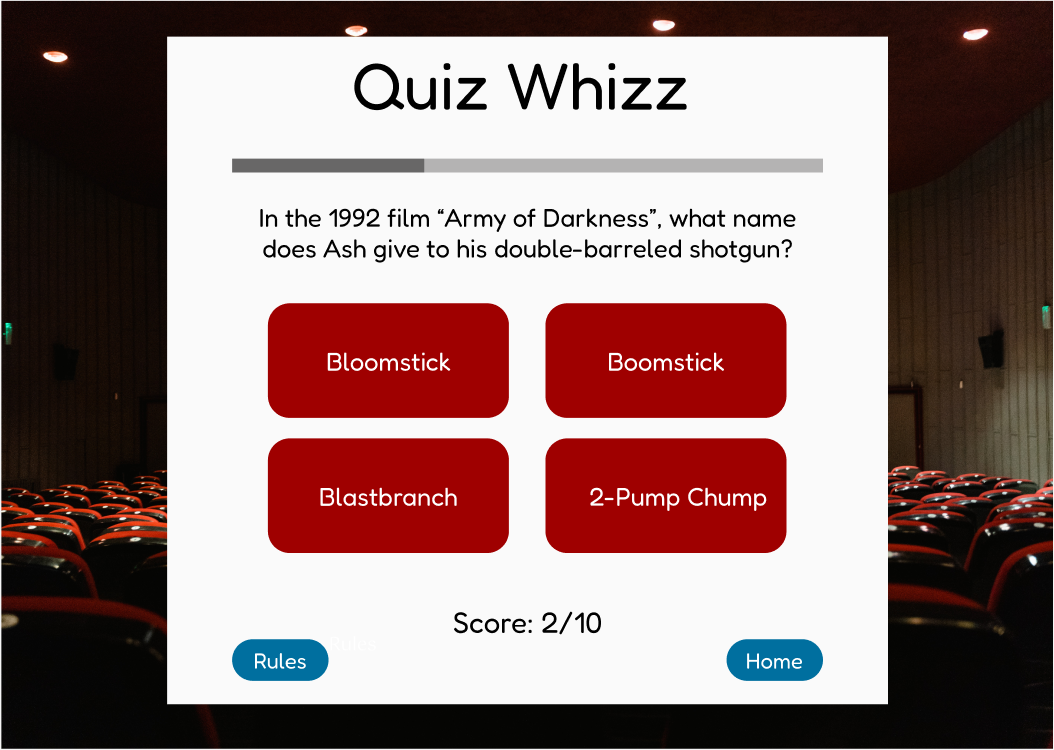 Quiz Whizz
In the 1992 film “Army of Darkness”, what name
does Ash give to his double-barreled shotgun?
Bloomstick
Boomstick
Blastbranch
2-Pump Chump
Score: 2/10
Rules
Rules
Home